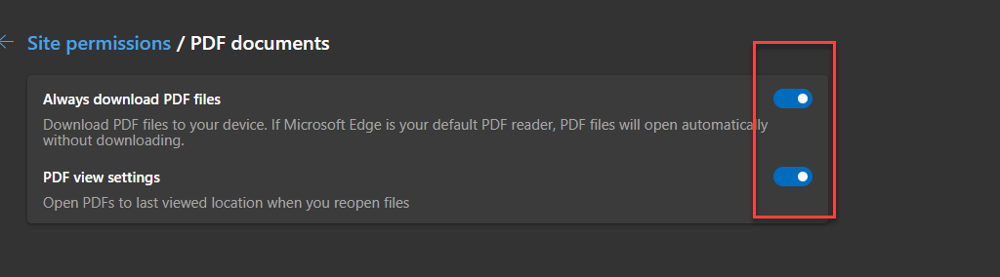 Site permissions / PDF documents
Always download PDF files
Download PDF files to your device. If Microsoft Edge is your default PDF reader, PDF files will open automatically
without downloading.
PDF view settings
Open PDFs to last viewed location when you reopen files